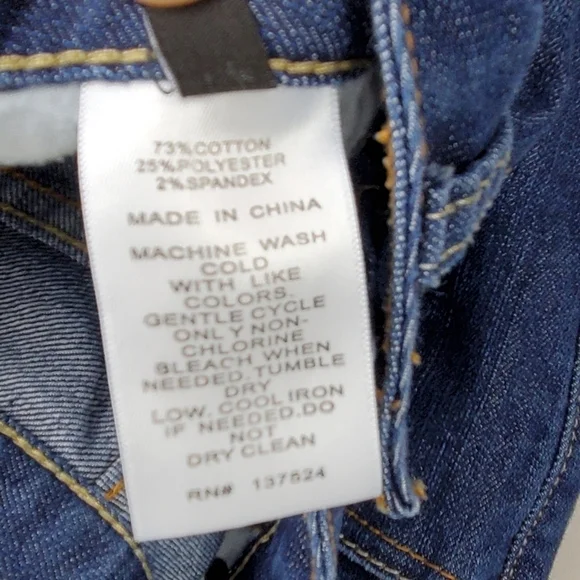 73%COTTON
25%POLYESTER
2%SPANDEX
MADE IN CHINA
MACHINE WASH
COLD
WITH LIKE
COLORS.
GENTLE CYCLE
ONLY NON-
CHLORINE
BLEACH WHEN
NEEDED.TUMBLE
DRY
LOW. COOL IRON
IF NEEDED.DO
NOT
DRY CLEAN
RN# 137524